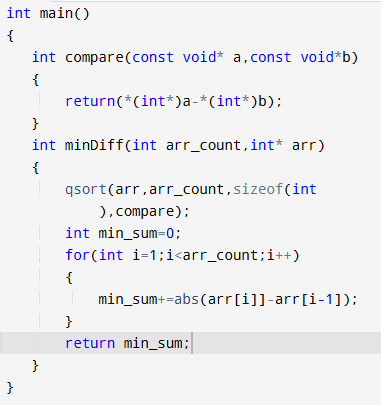 int main()
{
int compare(const void* a,const void*b)
{
return(*(int*)a-*(int*)b);
}
int minDiff(int arr_count,int* arr)
{
qsort(arr,arr_count,sizeof(int
),compare);
int min_sum=0;
for(int i=1;i<arr_count;i++)
{
min_sum+=abs(arr[i]]-arr[i-1]);
}
return min_sum;
}
}